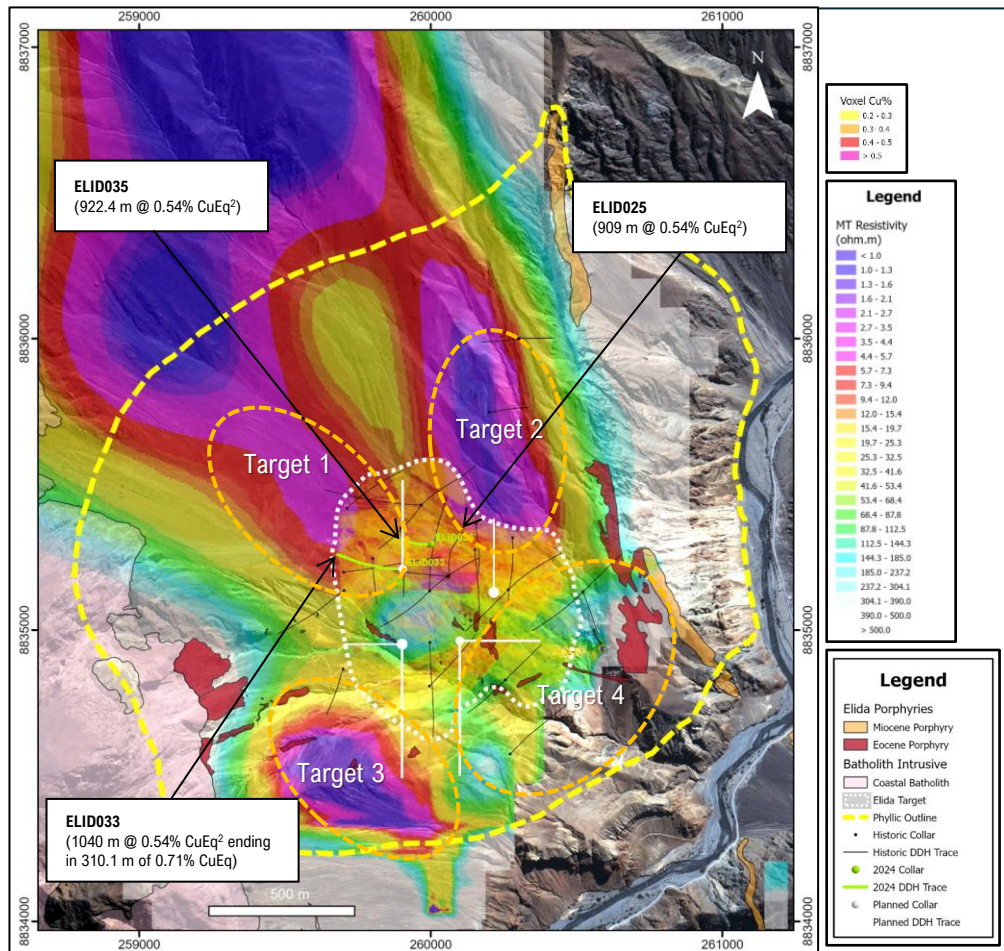 259000
260000
261000
8837000
8836000
8835000
8834000
8837000
8836000
8835000
8834000
N
ELID035
(922.4 m @ 0.54% CuEq²)
ELID025
(909 m @ 0.54% CuEq²)
Target 1
Target 2
ELID033
Target 4
Target 3
ELID033
(1040 m @ 0.54% CuEq² ending
in 310.1 m of 0.71% CuEq)
500 m
259000
260000
261000
Voxel Cu%
0.2 - 0.3
0.3- 0.4
0.4 - 0.5
> 0.5
Legend
MT Resistivity
(ohm.m)
< 1.0
1.0 - 1.3
1.3 - 1.6
1.6 - 2.1
2.1 - 2.7
2.7 - 3.5
3.5 - 4.4
4.4 - 5.7
5.7 - 7.3
7.3 - 9.4
9.4 - 12.0
12.0 - 15.4
15.4 - 19.7
19.7 - 25.3
25.3 - 32.5
32.5 - 41.6
41.6 - 53.4
53.4 - 68.4
68.4 - 87.8
87.8 - 112.5
112.5 - 144.3
144.3 - 185.0
185.0 - 237.2
237.2 - 304.1
304.1 - 390.0
390.0 - 500.0
> 500.0
Legend
Elida Porphyries
Miocene Porphyry
Eocene Porphyry
Batholith Intrusive
Coastal Batholith
Elida Target
Phyllic Outline
Historic Collar
Historic DDH Trace
2024 Collar
2024 DDH Trace
Planned Collar
Planned DDH Trace